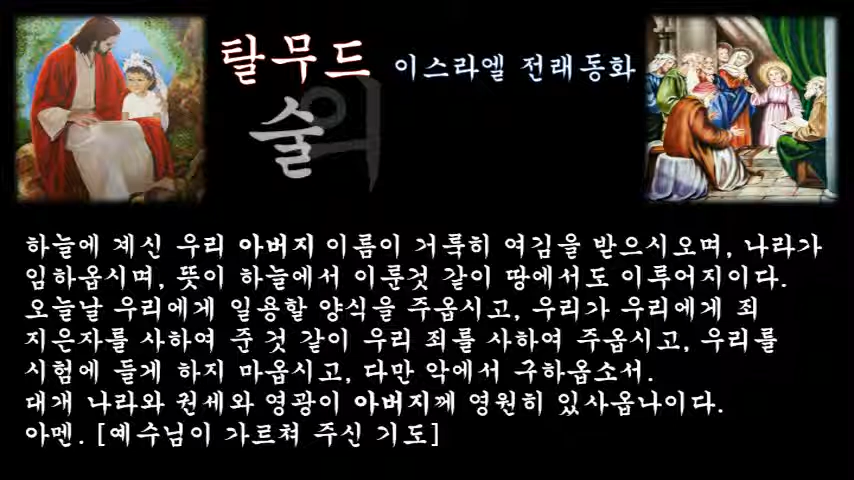 탈무드 이스라엘 전래동화
술의
하늘에 계신 우리 아버지 이름이 거룩히 여김을 받으시오며, 나라가
임하옵시며, 뜻이 하늘에서 이룬것 같이 땅에서도 이루어지이다.
오늘날 우리에게 일용할 양식을 주옵시고, 우리가 우리에게 죄
지은자를 사하여 준 것 같이 우리 죄를 사하여 주옵시고, 우리를
시험에 들게 하지 마옵시고, 다만 악에서 구하옵소서.
대개 나라와 권세와 영광이 아버지께 영원히 있사옵나이다.
아멘. [예수님이 가르쳐 주신 기도]